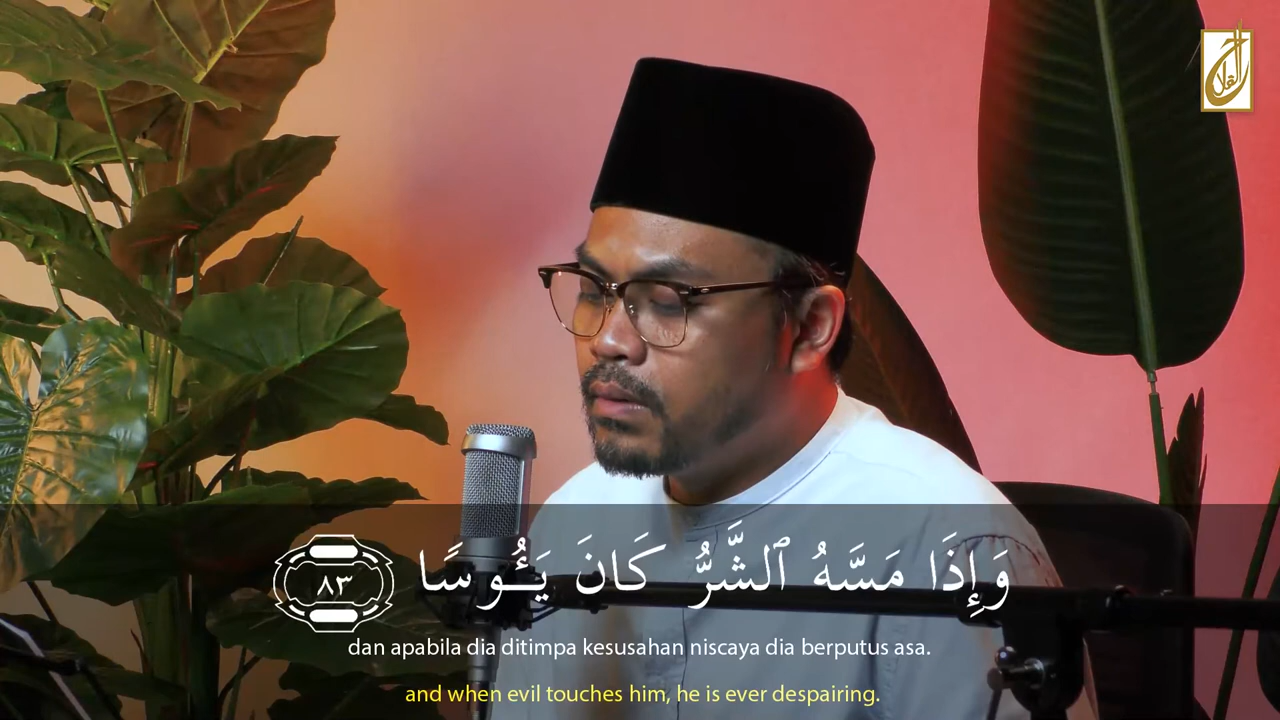 الفلاح
وَإِذَا مَسَّهُ ٱلشَّرُّ كَانَ يَـُٔوسًا ٨٣
dan apabila dia ditimpa kesusahan niscaya dia berputus asa.
and when evil touches him, he is ever despairing.